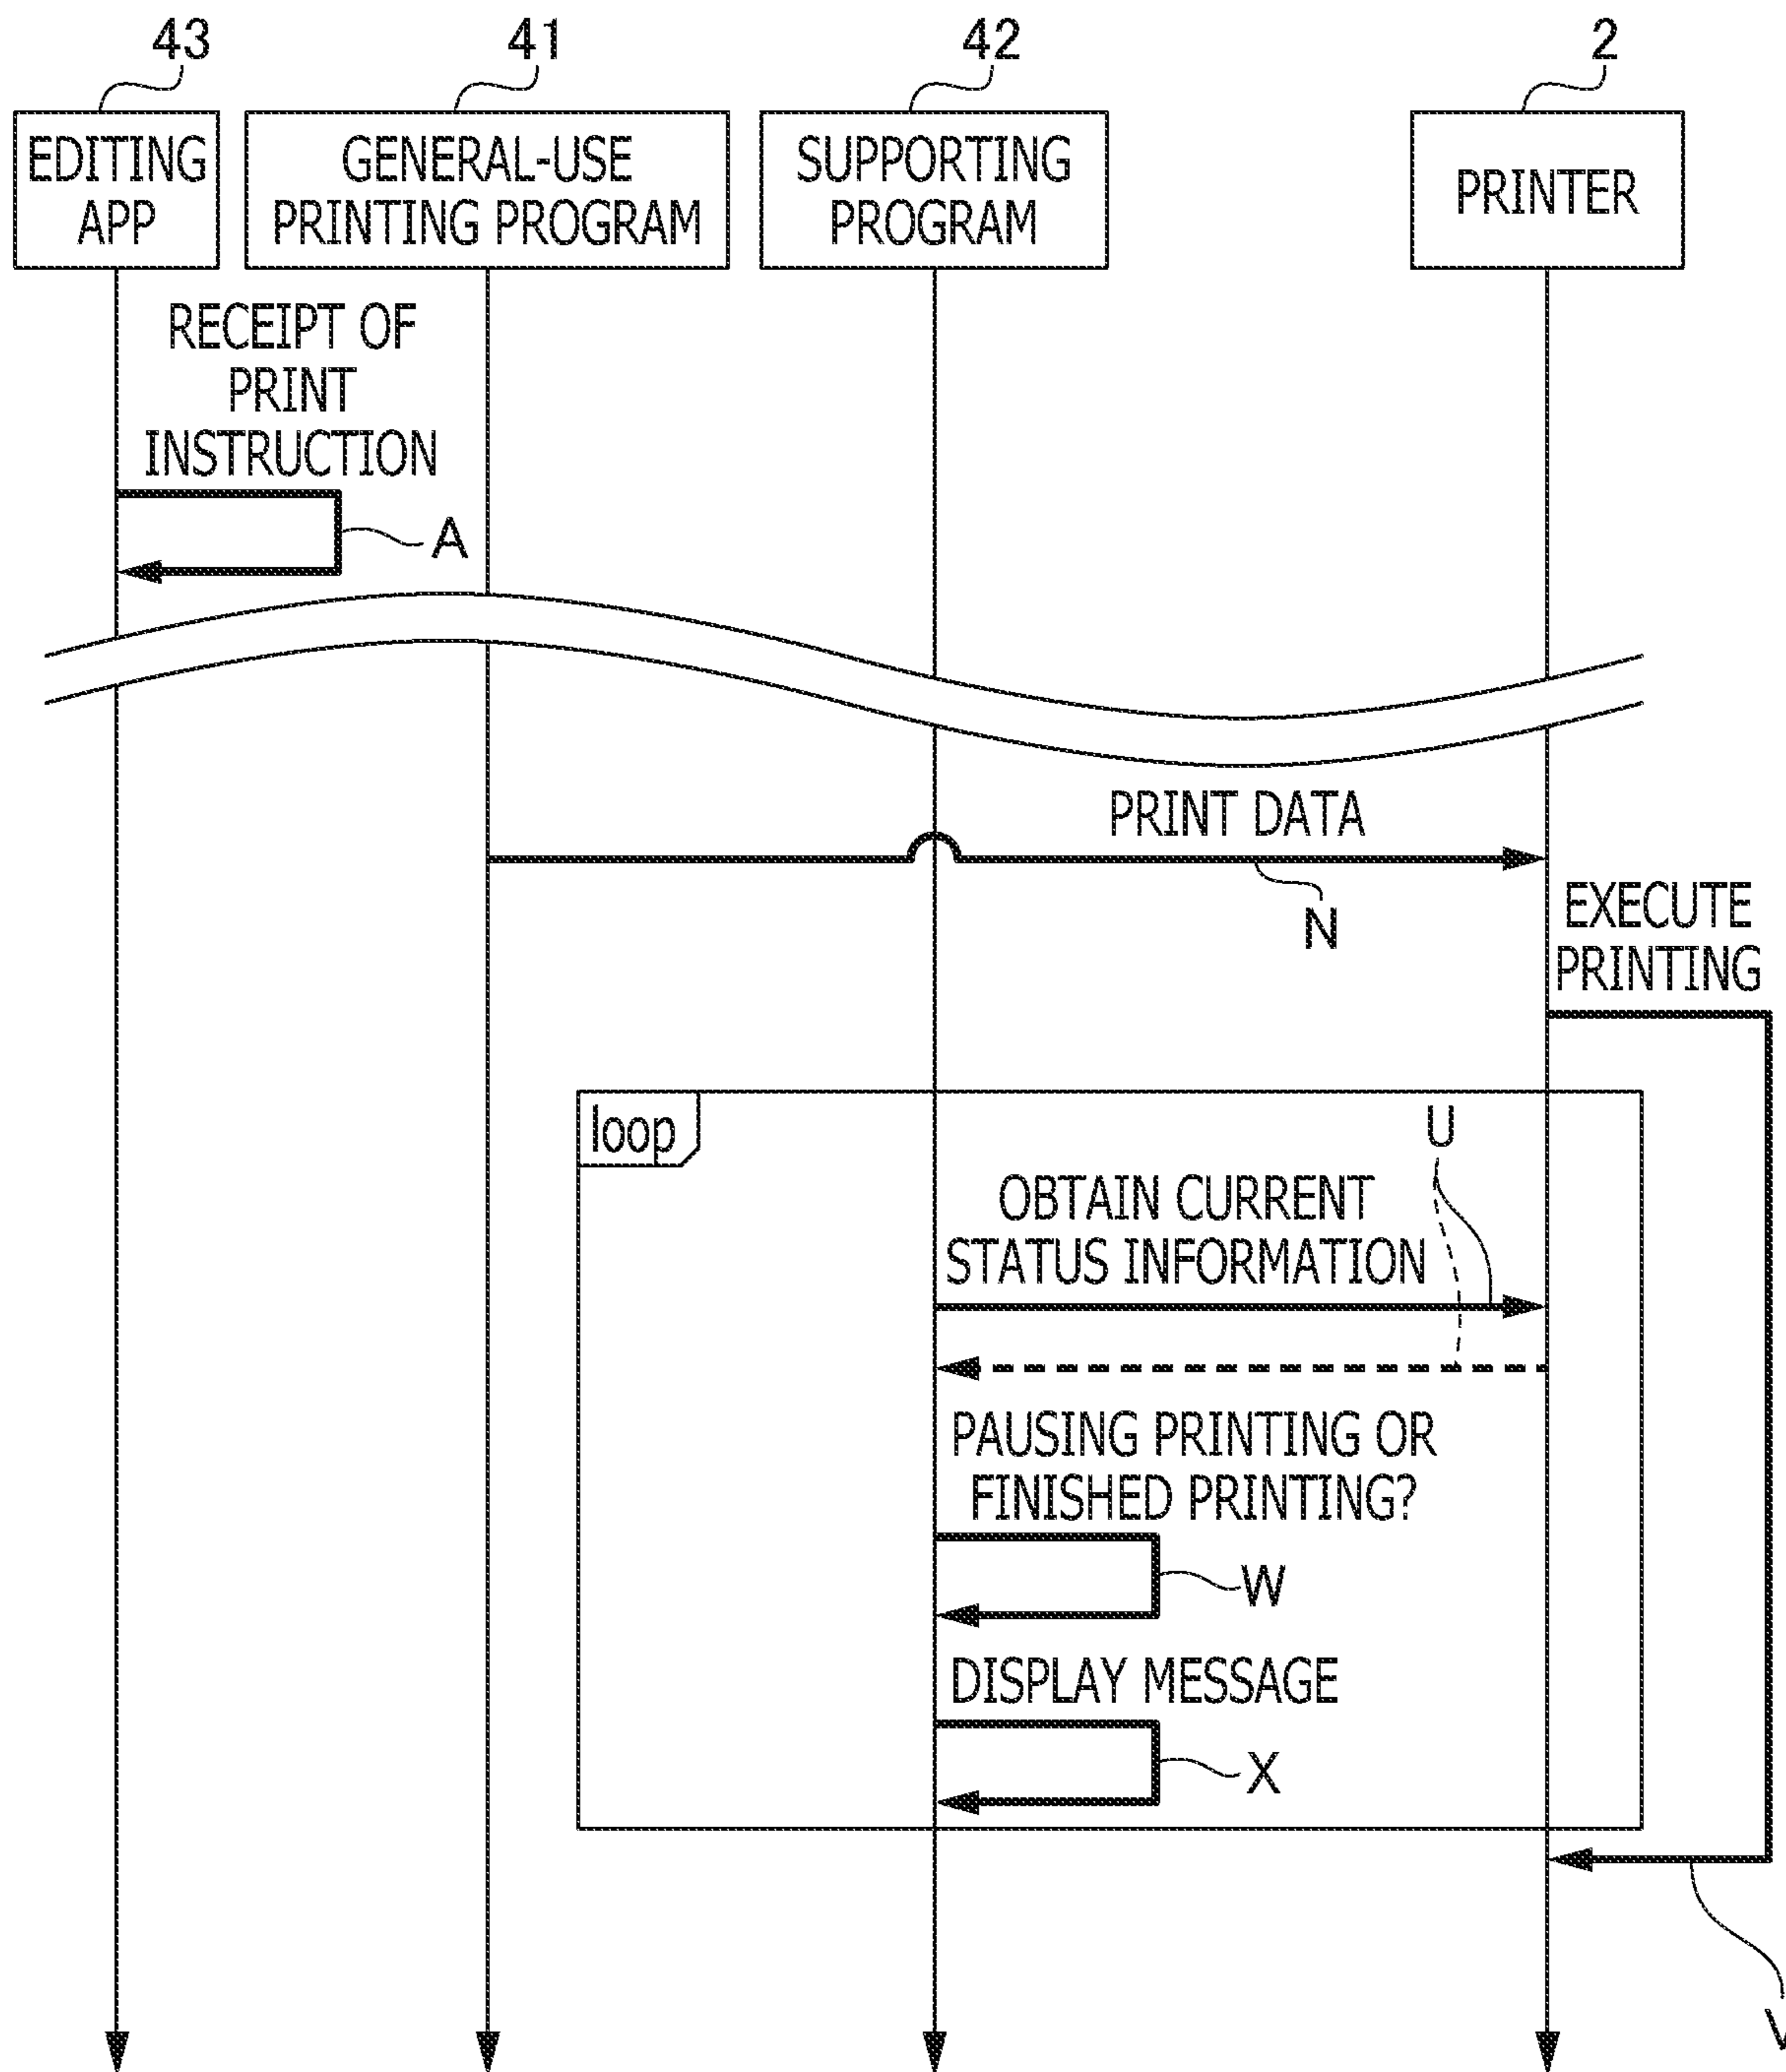 43
41
42
2
EDITING
APP
GENERAL-USE
PRINTING PROGRAM
SUPPORTING
PROGRAM
PRINTER
RECEIPT OF
PRINT
INSTRUCTION
A
PRINT DATA
N
EXECUTE
PRINTING
loop
U
OBTAIN CURRENT
STATUS INFORMATION
PAUSING PRINTING OR
FINISHED PRINTING?
W
DISPLAY MESSAGE
X
V